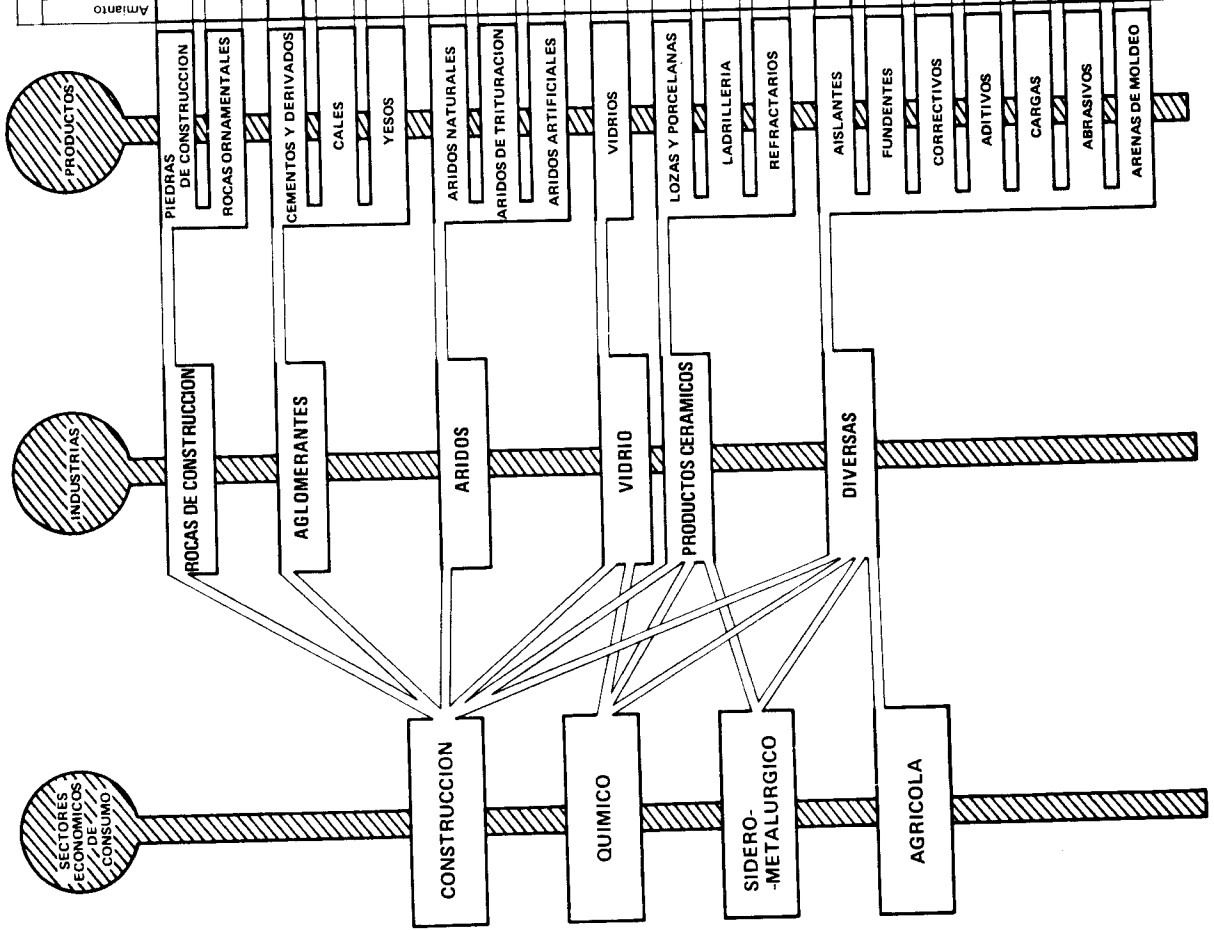 SECTORES
ECONOMICOS
DE
CONSUMO
CONSTRUCCION
QUIMICO
SIDERO-
-METALURGICO
AGRICOLA
INDUSTRIAS
ROCAS DE CONSTRUCCION
AGLOMERANTES
ARIDOS
VIDRIO
PRODUCTOS CERAMICOS
DIVERSAS
PRODUCTOS
PIEDRAS
DE CONSTRUCCION
ROCAS ORNAMENTALES
CEMENTOS Y DERIVADOS
CALES
YESOS
ARIDOS NATURALES
ARIDOS DE TRITURACION
ARIDOS ARTIFICIALES
VIDRIOS
LOZAS Y PORCELANAS
LADRILLERIA
REFRACTARIOS
AISLANTES
FUNDENTES
CORRECTIVOS
ADITIVOS
CARGAS
ABRASIVOS
ARENAS DE MOLDEO
Amianto